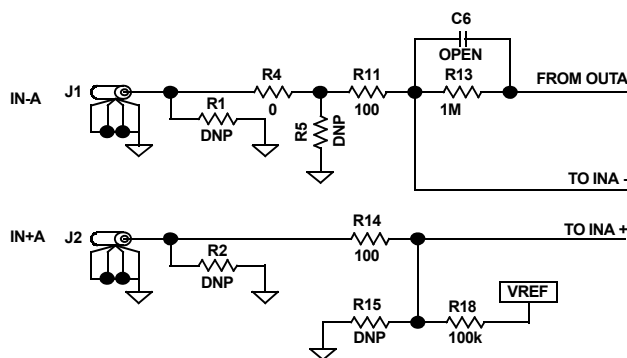 C6
OPEN
IN-A
J1
R4
0
R11
100
R13
1M
FROM OUTA
R1
DNP
R5
DNP
TO INA -
IN+A
J2
R14
100
TO INA +
R2
DNP
R15
DNP
R18
100k
VREF